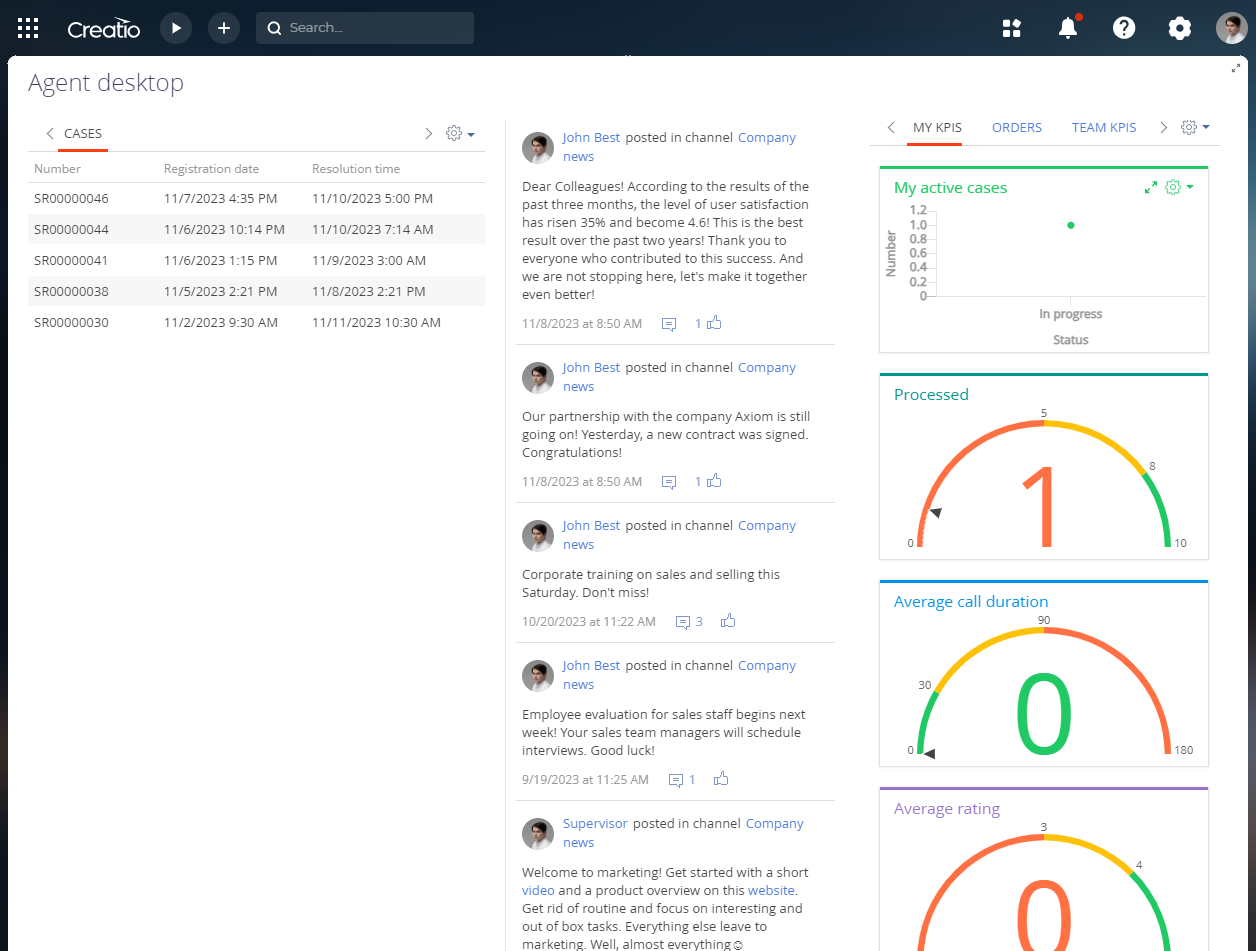 Creatio
Search...
Agent desktop
CASES
Number Registration date Resolution time
SR00000046 11/7/2023 4:35 PM 11/10/2023 5:00 PM
SR00000044 11/6/2023 10:14 PM 11/10/2023 7:14 AM
SR00000041 11/6/2023 1:15 PM 11/9/2023 3:00 AM
SR00000038 11/5/2023 2:21 PM 11/8/2023 2:21 PM
SR00000030 11/2/2023 9:30 AM 11/11/2023 10:30 AM
John Best posted in channel Company
news
Dear Colleagues! According to the results of the
past three months, the level of user satisfaction
has risen 35% and become 4.6! This is the best
result over the past two years! Thank you to
everyone who contributed to this success. And
we are not stopping here, let's make it together
even better!
11/8/2023 at 8:50 AM 1
John Best posted in channel Company
news
Our partnership with the company Axiom is still
going on! Yesterday, a new contract was signed.
Congratulations!
11/8/2023 at 8:50 AM 1
John Best posted in channel Company
news
Corporate training on sales and selling this
Saturday. Don't miss!
10/20/2023 at 11:22 AM 3
John Best posted in channel Company
news
Employee evaluation for sales staff begins next
week! Your sales team managers will schedule
interviews. Good luck!
9/19/2023 at 11:25 AM 1
Supervisor posted in channel Company
news
Welcome to marketing! Get started with a short
video and a product overview on this website.
Get rid of routine and focus on interesting and
out of box tasks. Everything else leave to
marketing. Well, almost everything☺
MY KPIS ORDERS TEAM KPIS
My active cases
Number
1.2
1.0
0.8
0.6
0.4
0.2
0
In progress
Status
Processed
5
8
1
0 10
Average call duration
90
30
0
0 180
Average rating
3
4
0